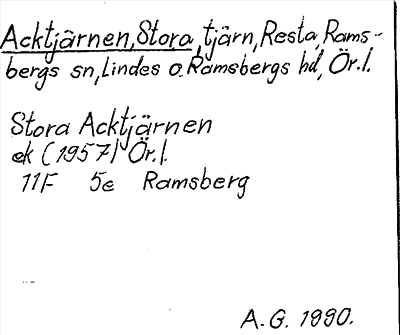 Acktjärnen, Stora, tjärn, Resta, Rams-
bergs sn, Lindes o. Ramsbergs hd, Ör. l.
Stora Acktjärnen
ek (1957) Ör. l.
11F 5e Ramsberg
A. G. 1990.